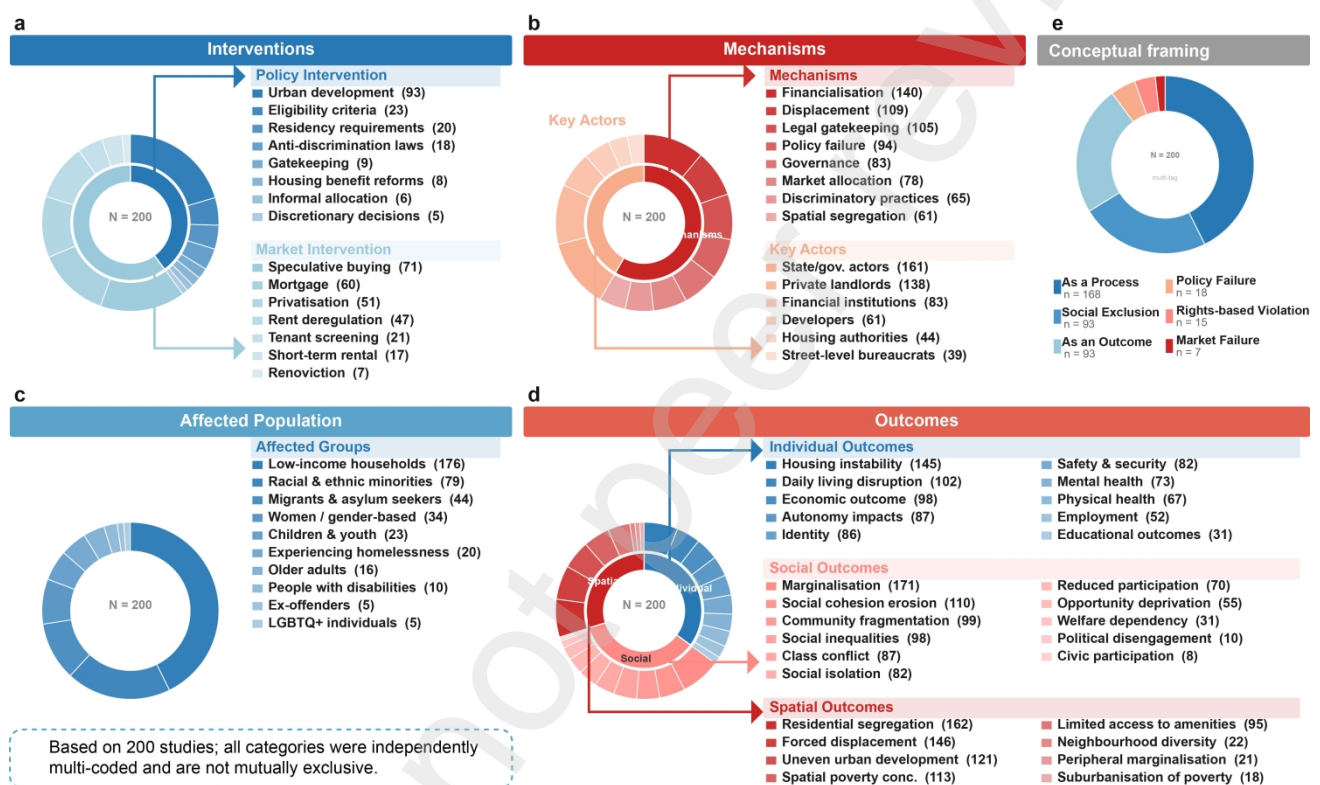 a
Interventions
Policy Intervention
Urban development (93)
Eligibility criteria (23)
Residency requirements (20)
Anti-discrimination laws (18)
Gatekeeping (9)
Housing benefit reforms (8)
Informal allocation (6)
Discretionary decisions (5)
N = 200
Market Intervention
Speculative buying (71)
Mortgage (60)
Privatisation (51)
Rent deregulation (47)
Tenant screening (21)
Short-term rental (17)
Renoviction (7)
b
Mechanisms
Mechanisms
Financialisation (140)
Displacement (109)
Legal gatekeeping (105)
Policy failure (94)
Governance (83)
Market allocation (78)
Discriminatory practices (65)
Spatial segregation (61)
Key Actors
N = 200
hanisms
Key Actors
State/gov. actors (161)
Private landlords (138)
Financial institutions (83)
Developers (61)
Housing authorities (44)
Street-level bureaucrats (39)
e
Conceptual framing
N = 200
multi-tag
As a Process
n = 168
Social Exclusion
n = 93
As an Outcome
n = 93
Policy Failure
n = 18
Rights-based Violation
n = 15
Market Failure
n = 7
c
Affected Population
Affected Groups
Low-income households (176)
Racial & ethnic minorities (79)
Migrants & asylum seekers (44)
Women / gender-based (34)
Children & youth (23)
Experiencing homelessness (20)
Older adults (16)
People with disabilities (10)
Ex-offenders (5)
LGBTQ+ individuals (5)
N = 200
Based on 200 studies; all categories were independently
multi-coded and are not mutually exclusive.
d
Outcomes
Individual Outcomes
Housing instability (145)
Daily living disruption (102)
Economic outcome (98)
Autonomy impacts (87)
Identity (86)
Safety & security (82)
Mental health (73)
Physical health (67)
Employment (52)
Educational outcomes (31)
Spatia
dividual
N = 200
Social
Social Outcomes
Marginalisation (171)
Social cohesion erosion (110)
Community fragmentation (99)
Social inequalities (98)
Class conflict (87)
Social isolation (82)
Reduced participation (70)
Opportunity deprivation (55)
Welfare dependency (31)
Political disengagement (10)
Civic participation (8)
Spatial Outcomes
Residential segregation (162)
Forced displacement (146)
Uneven urban development (121)
Spatial poverty conc. (113)
Limited access to amenities (95)
Neighbourhood diversity (22)
Peripheral marginalisation (21)
Suburbanisation of poverty (18)
not peer rev